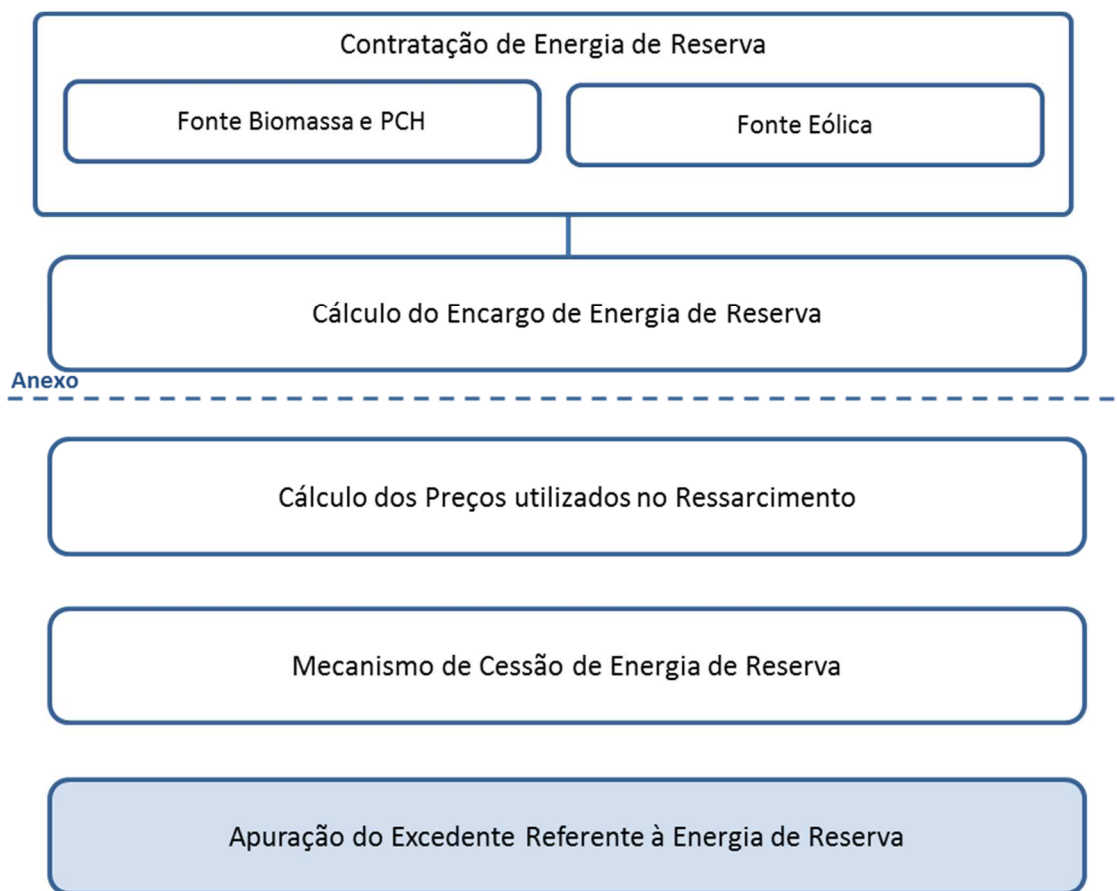 Contratação de Energia de Reserva
Fonte Biomassa e PCH
Fonte Eólica
Cálculo do Encargo de Energia de Reserva
Anexo
Cálculo dos Preços utilizados no Ressarcimento
Mecanismo de Cessão de Energia de Reserva
Apuração do Excedente Referente à Energia de Reserva